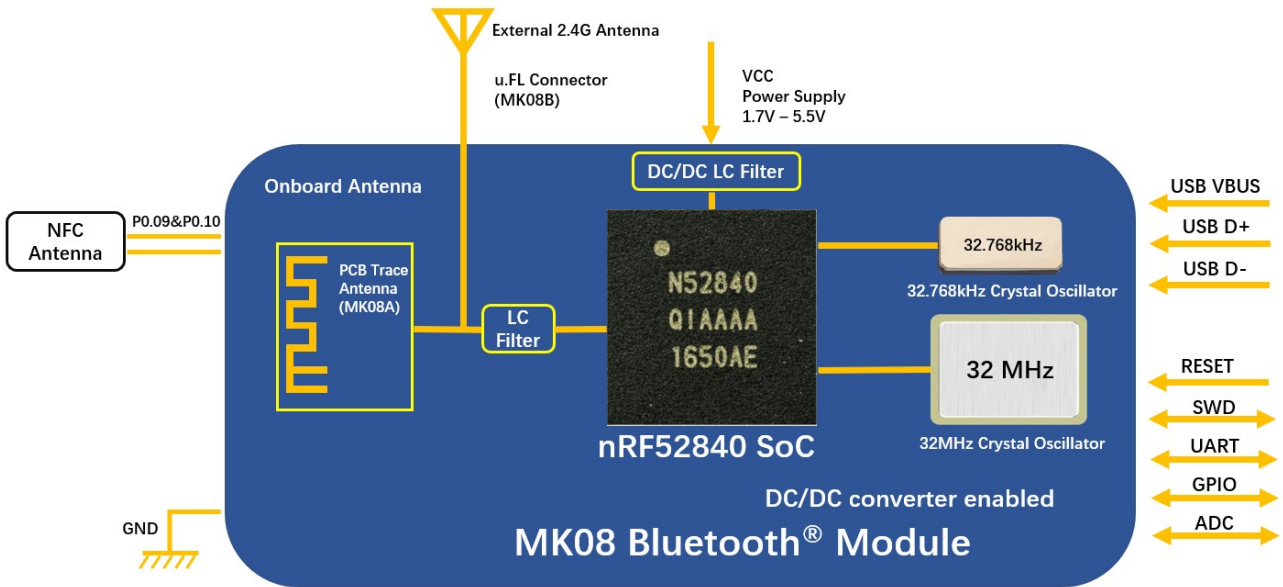 External 2.4G Antenna
u.FL Connector
(MK08B)
VCC
Power Supply
1.7V – 5.5V
Onboard Antenna
DC/DC LC Filter
NFC
Antenna
P0.09&P0.10
PCB Trace
Antenna
(MK08A)
LC
Filter
N52840
QIAAAA
1650AE
nRF52840 SoC
32.768kHz
32.768kHz Crystal Oscillator
32 MHz
32MHz Crystal Oscillator
USB VBUS
USB D+
USB D-
RESET
SWD
UART
GPIO
ADC
DC/DC converter enabled
GND
MK08 Bluetooth® Module